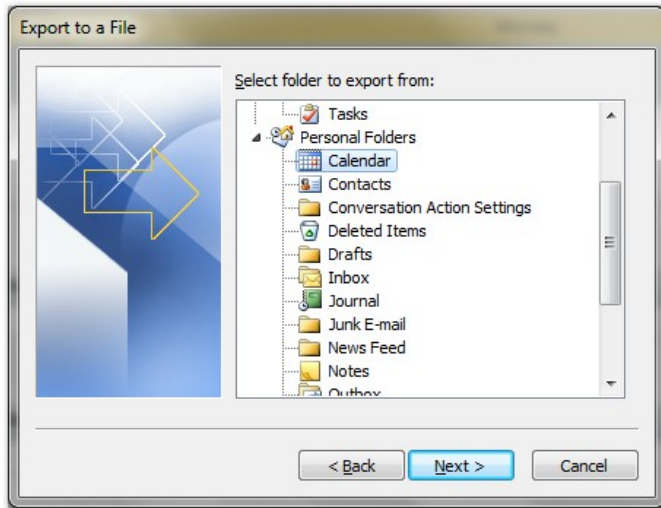 Export to a File
Select folder to export from:
Tasks
Personal Folders
Calendar
Contacts
Conversation Action Settings
Deleted Items
Drafts
Inbox
Journal
Junk E-mail
News Feed
Notes
Outbox
< Back
Next >
Cancel